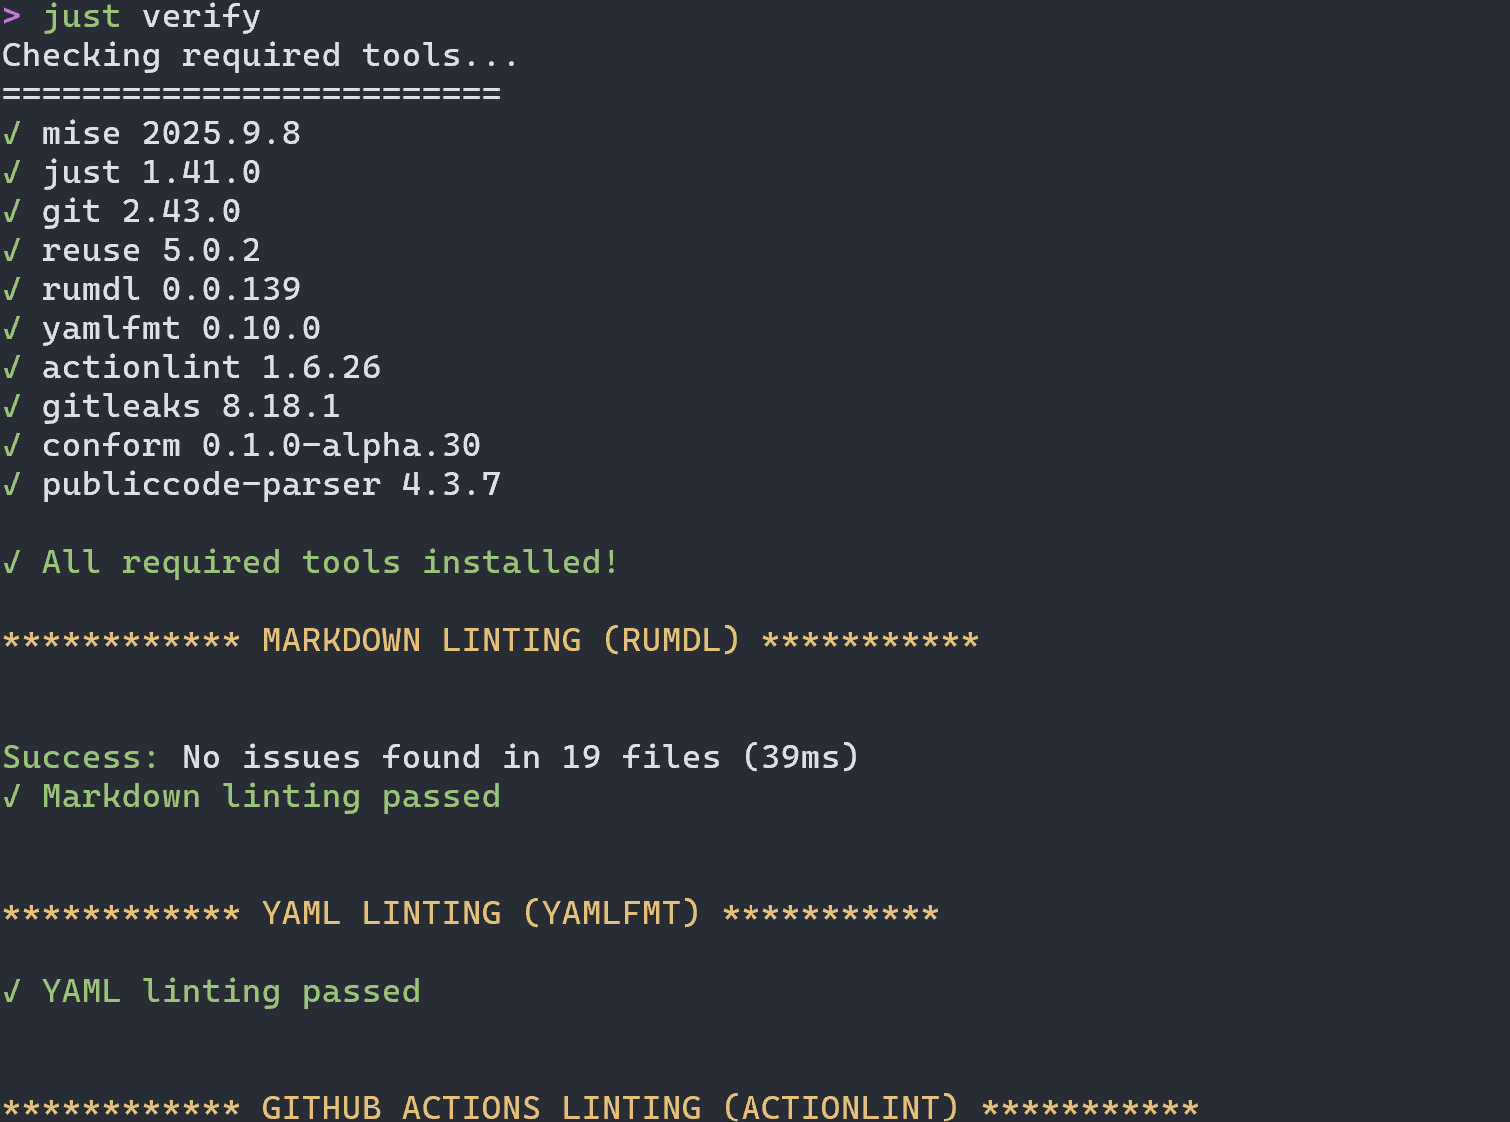 > just verify
Checking required tools...
=========================
√ mise 2025.9.8
√ just 1.41.0
√ git 2.43.0
√ reuse 5.0.2
√ rumdl 0.0.139
√ yamlfmt 0.10.0
√ actionlint 1.6.26
√ gitleaks 8.18.1
√ conform 0.1.0-alpha.30
√ publiccode-parser 4.3.7
√ All required tools installed!
************ MARKDOWN LINTING (RUMDL) ***********
Success: No issues found in 19 files (39ms)
√ Markdown linting passed
************ YAML LINTING (YAMLFMT) ***********
√ YAML linting passed
************ GITHUB ACTIONS LINTING (ACTIONLINT) ***********